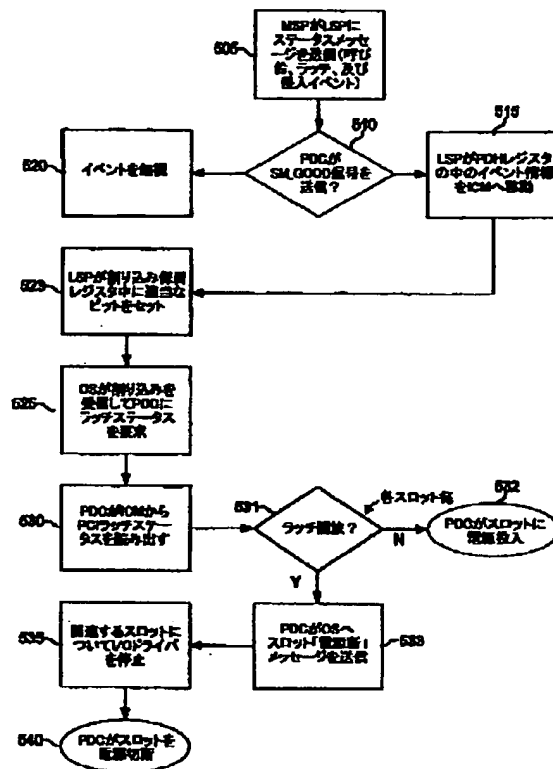 505
MSPがLSPに
ステータスメッセ
ージを送信(呼び
出、ラッチ、及び
侵入イベント)
510
PDCが
SM_GOOD信号を
送信?
515
LSPがPDHレジスタ
の中のイベント情報
をICMへ移動
520
イベントを無視
523
LSPが割り込み
レジスタ中に適当な
ビットをセット
525
OSが割り込みを
受信してPDCに
ラッチステータス
を要求
530
PDCがICMから
PCIラッチステー
タスを読み出す
531
各スロット毎
ラッチ開放?
N
Y
532
PDCがスロットに
電源投入
533
PDCがOSへ
スロット「電源断」
メッセージを送信
535
関連するスロットに
ついてI/Oドライバ
を停止
540
PDCがスロットを
電源切断